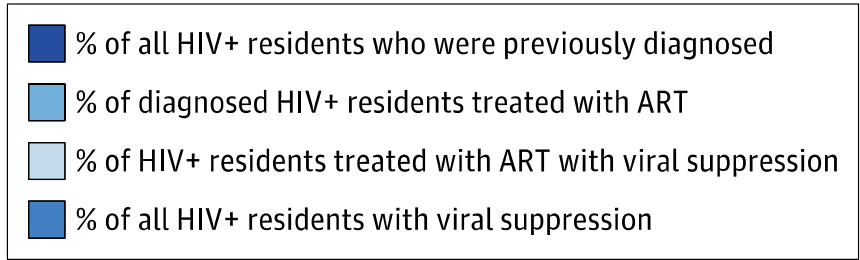 % of all HIV+ residents who were previously diagnosed
% of diagnosed HIV+ residents treated with ART
% of HIV+ residents treated with ART with viral suppression
% of all HIV+ residents with viral suppression